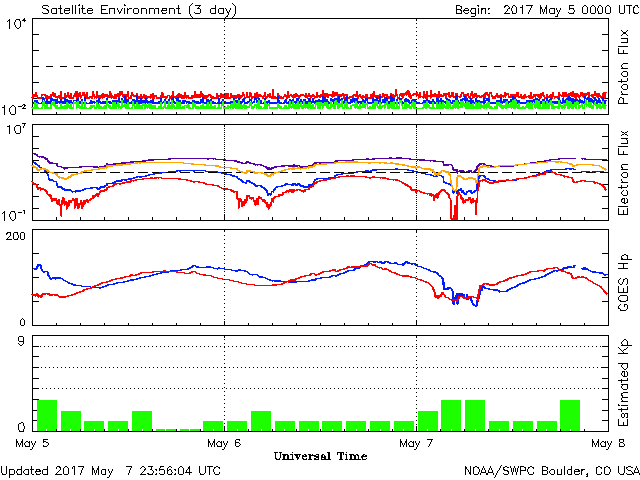 Satellite Environment (3 day) Begin: 2017 May 5 0000 UTC
10⁴
Proton Flux
10⁻²
10⁷
Electron Flux
10⁻¹
200
GOES Hp
0
9
Estimated Kp
0
May 5 May 6 May 7 May 8
Universal Time
Updated 2017 May 7 23:56:04 UTC NOAA/SWPC Boulder, CO USA